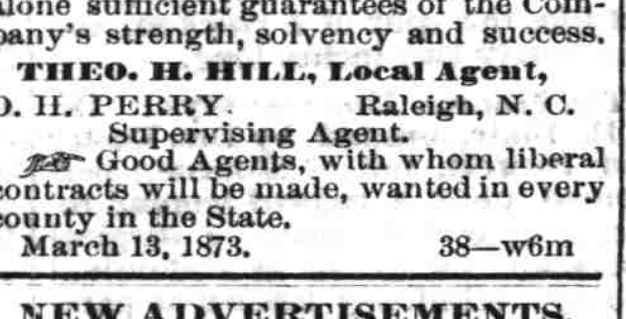 alone sufficient guarantees of the Com-
pany's strength, solvency and success.
THEO. H. HILL, Local Agent,
O. H. PERRY. Raleigh, N. C.
Supervising Agent.
Good Agents, with whom liberal
contracts will be made, wanted in every
county in the State.
March 13, 1873. 38—w6m
NEW ADVERTISEMENTS.